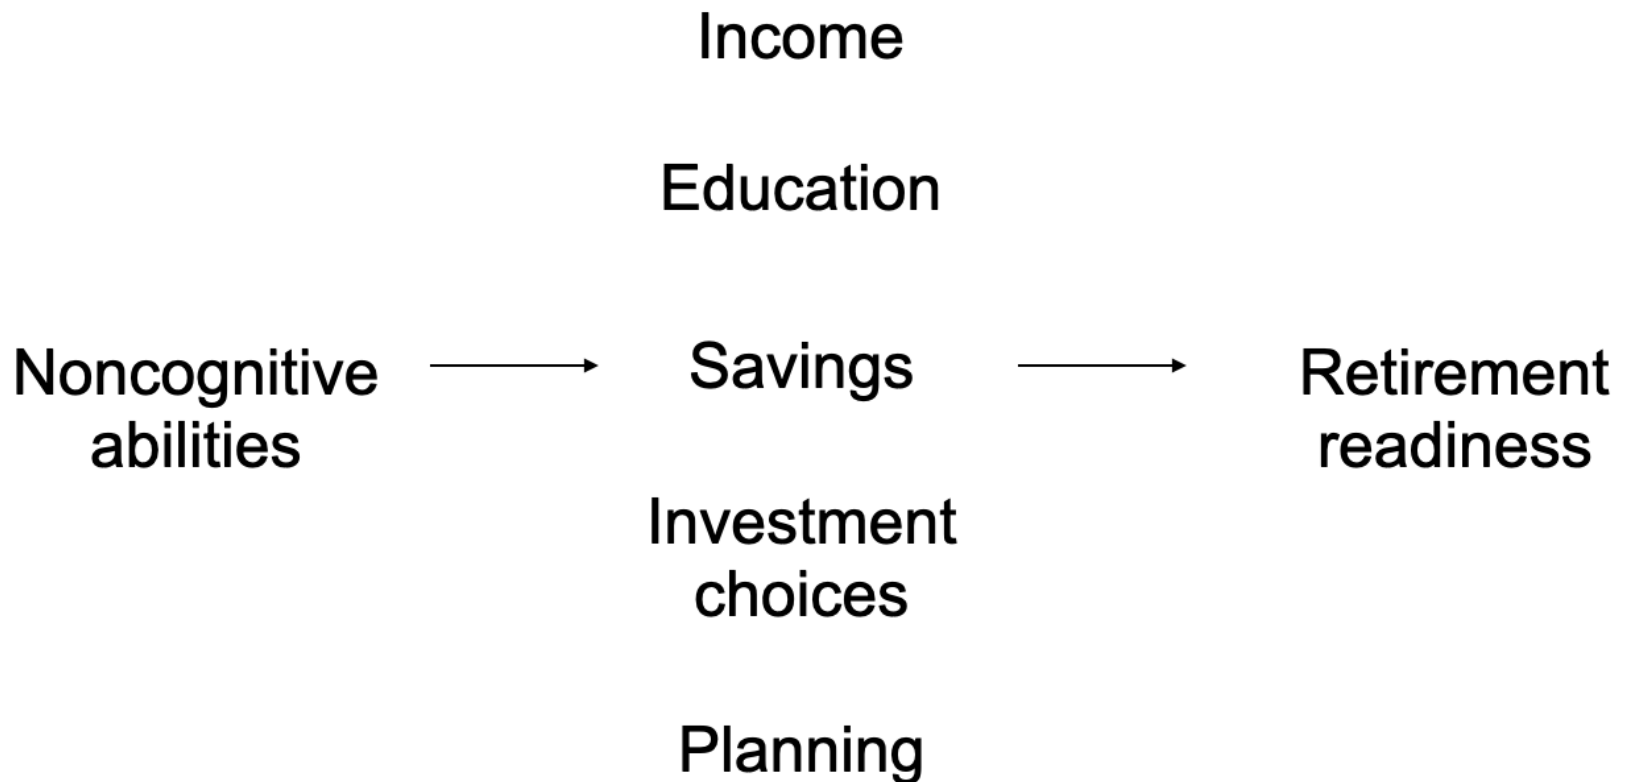 Income
Education
Noncognitive
abilities
Savings
Retirement
readiness
Investment
choices
Planning